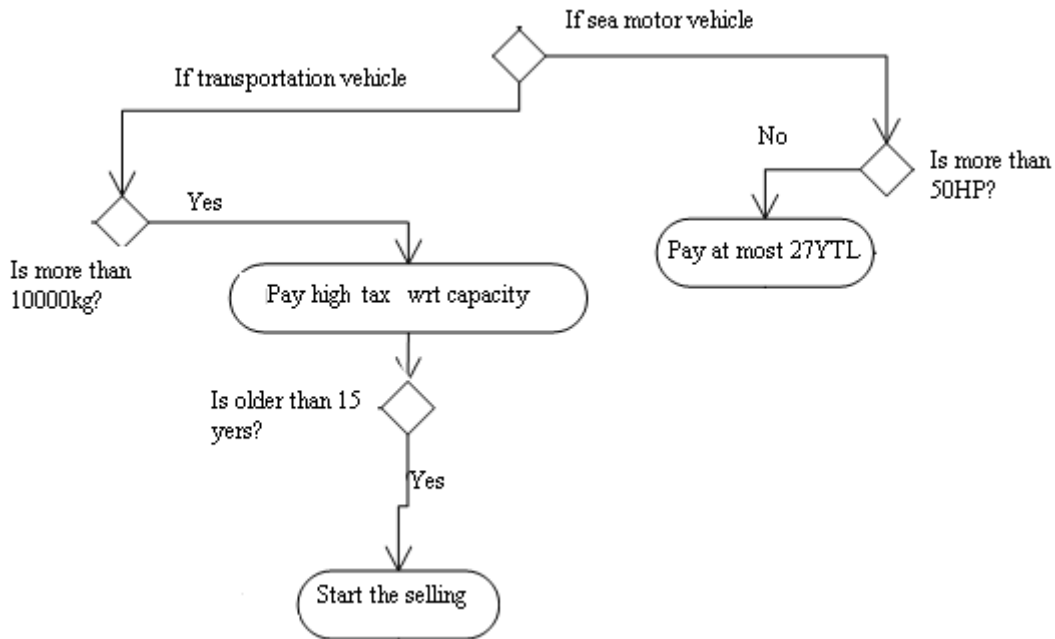 If sea motor vehicle
If transportation vehicle
No
Is more than
50HP?
Yes
Pay at most 27YTL
Is more than
10000kg?
Pay high tax wrt capacity
Is older than 15
yers?
Yes
Start the selling